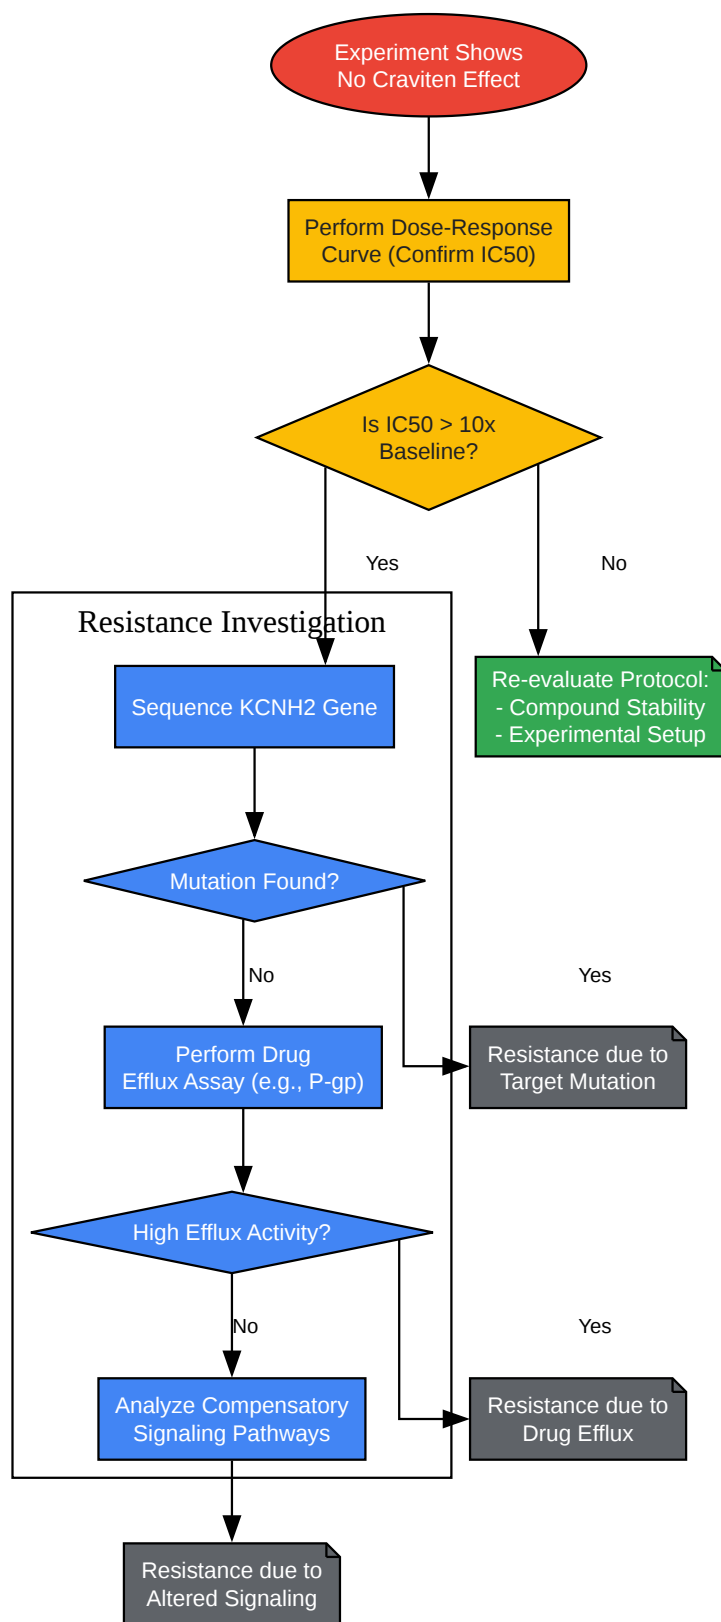 Experiment Shows
No Craviten Effect
Perform Dose-Response
Curve (Confirm IC50)
Is IC50 > 10x
Baseline?
Yes
No
Resistance Investigation
Sequence KCNH2 Gene
Re-evaluate Protocol:
- Compound Stability
- Experimental Setup
Mutation Found?
No
Yes
Perform Drug
Efflux Assay (e.g., P-gp)
Resistance due to
Target Mutation
High Efflux Activity?
No
Yes
Analyze Compensatory
Signaling Pathways
Resistance due to
Drug Efflux
Resistance due to
Altered Signaling